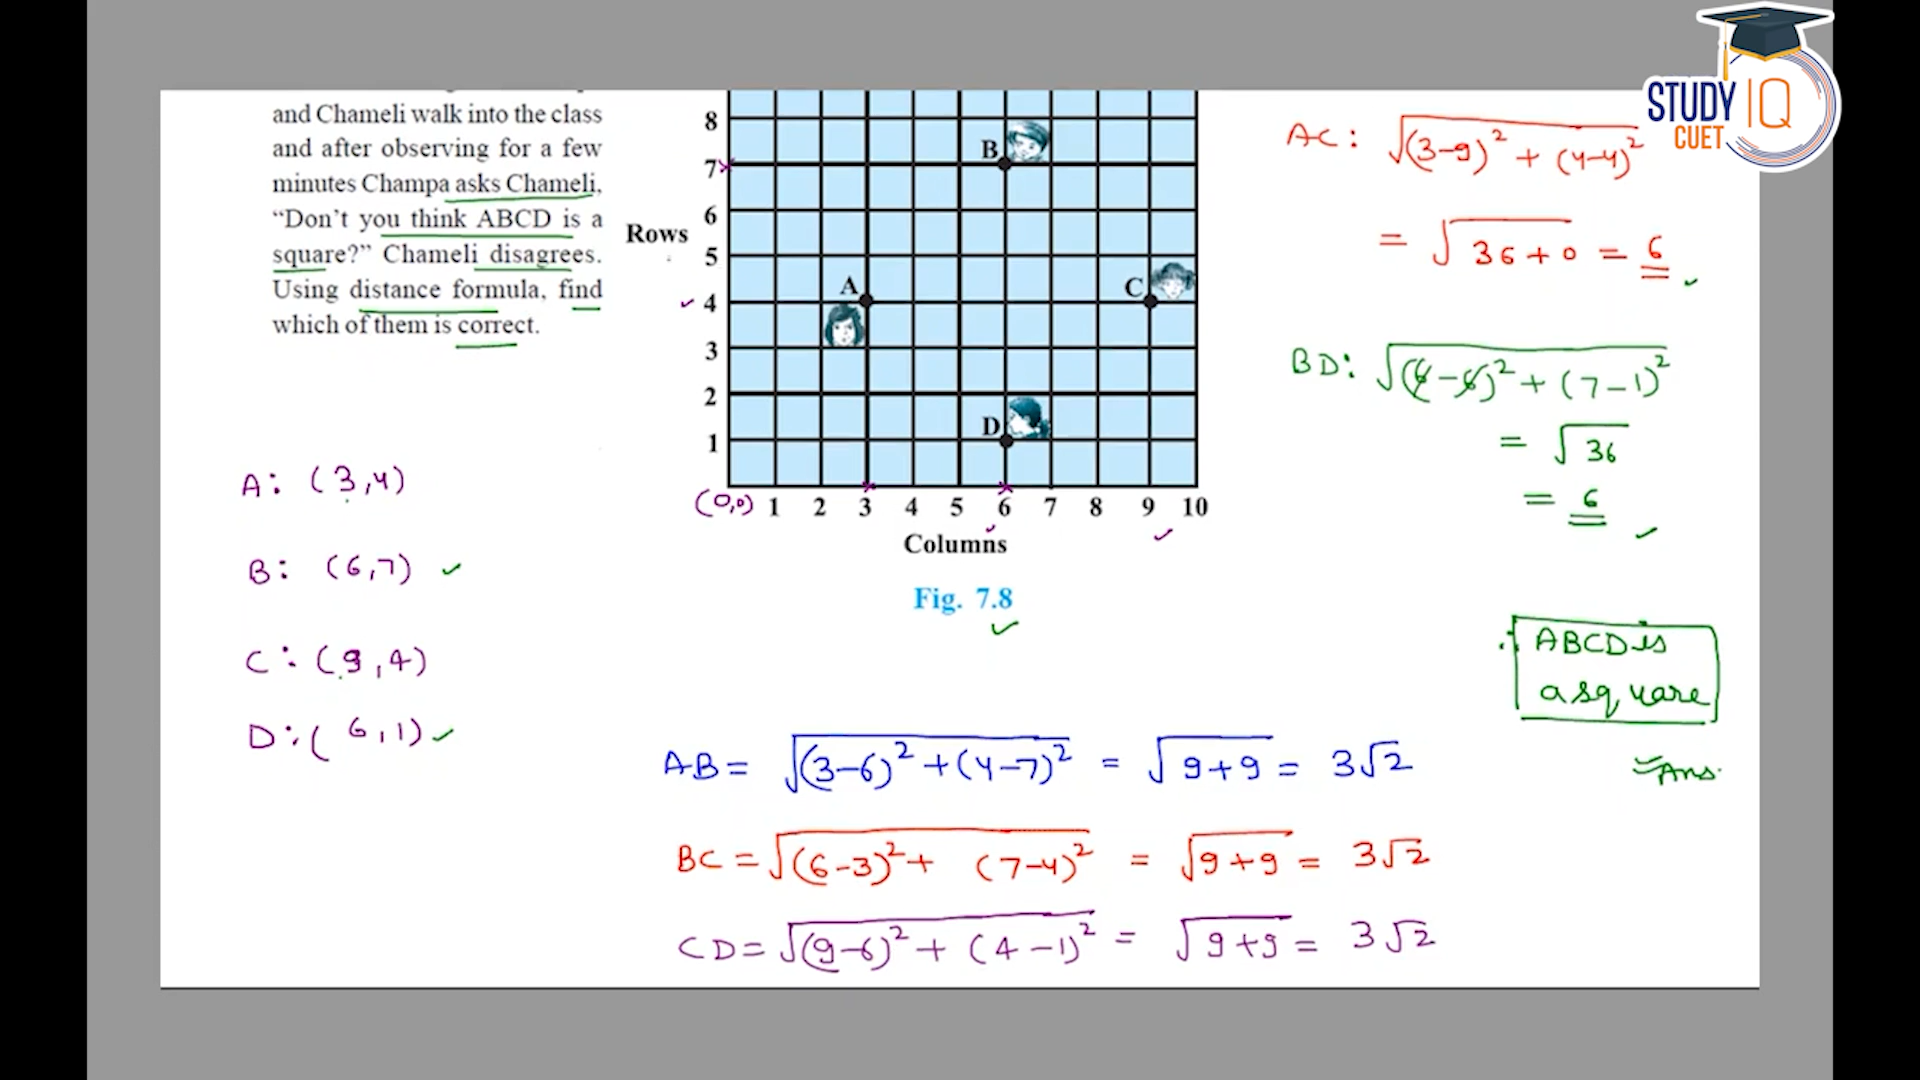 STUDY IQ
CUET
and Chameli walk into the class
and after observing for a few
minutes Champa asks Chameli,
“Don’t you think ABCD is a
square?” Chameli disagrees.
Using distance formula, find
which of them is correct.
Rows
8
7
6
5
4
3
2
1
B
A
C
D
(0,0) 1 2 3 4 5 6 7 8 9 10
Columns
Fig. 7.8
A: (3,4)
B: (6,7)
C: (9,4)
D: (6,1)
AC: √(3-9)² + (4-4)²
= √36+0 = 6
BD: √(6-6)² + (7-1)²
= √36
= 6
∴ ABCD is
a square
Ans.
AB = √(3-6)² + (4-7)² = √9+9 = 3√2
BC = √(6-3)² + (7-4)² = √9+9 = 3√2
CD = √(9-6)² + (4-1)² = √9+9 = 3√2